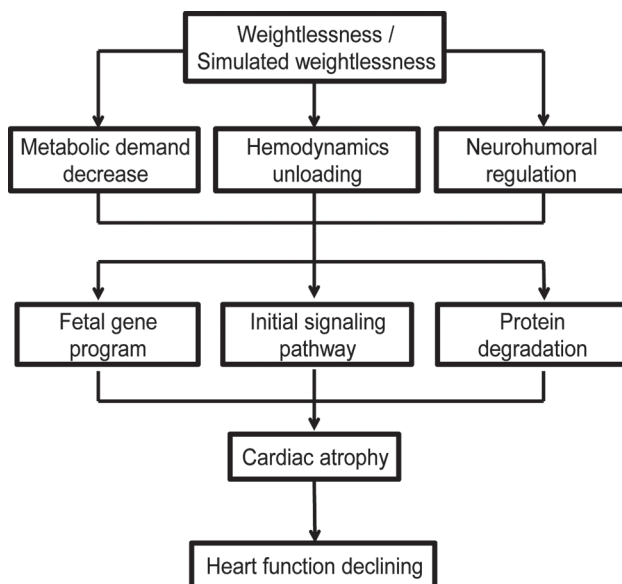 Weightlessness /
Simulated weightlessness
Metabolic demand
decrease
Hemodynamics
unloading
Neurohumoral
regulation
Fetal gene
program
Initial signaling
pathway
Protein
degradation
Cardiac atrophy
Heart function declining